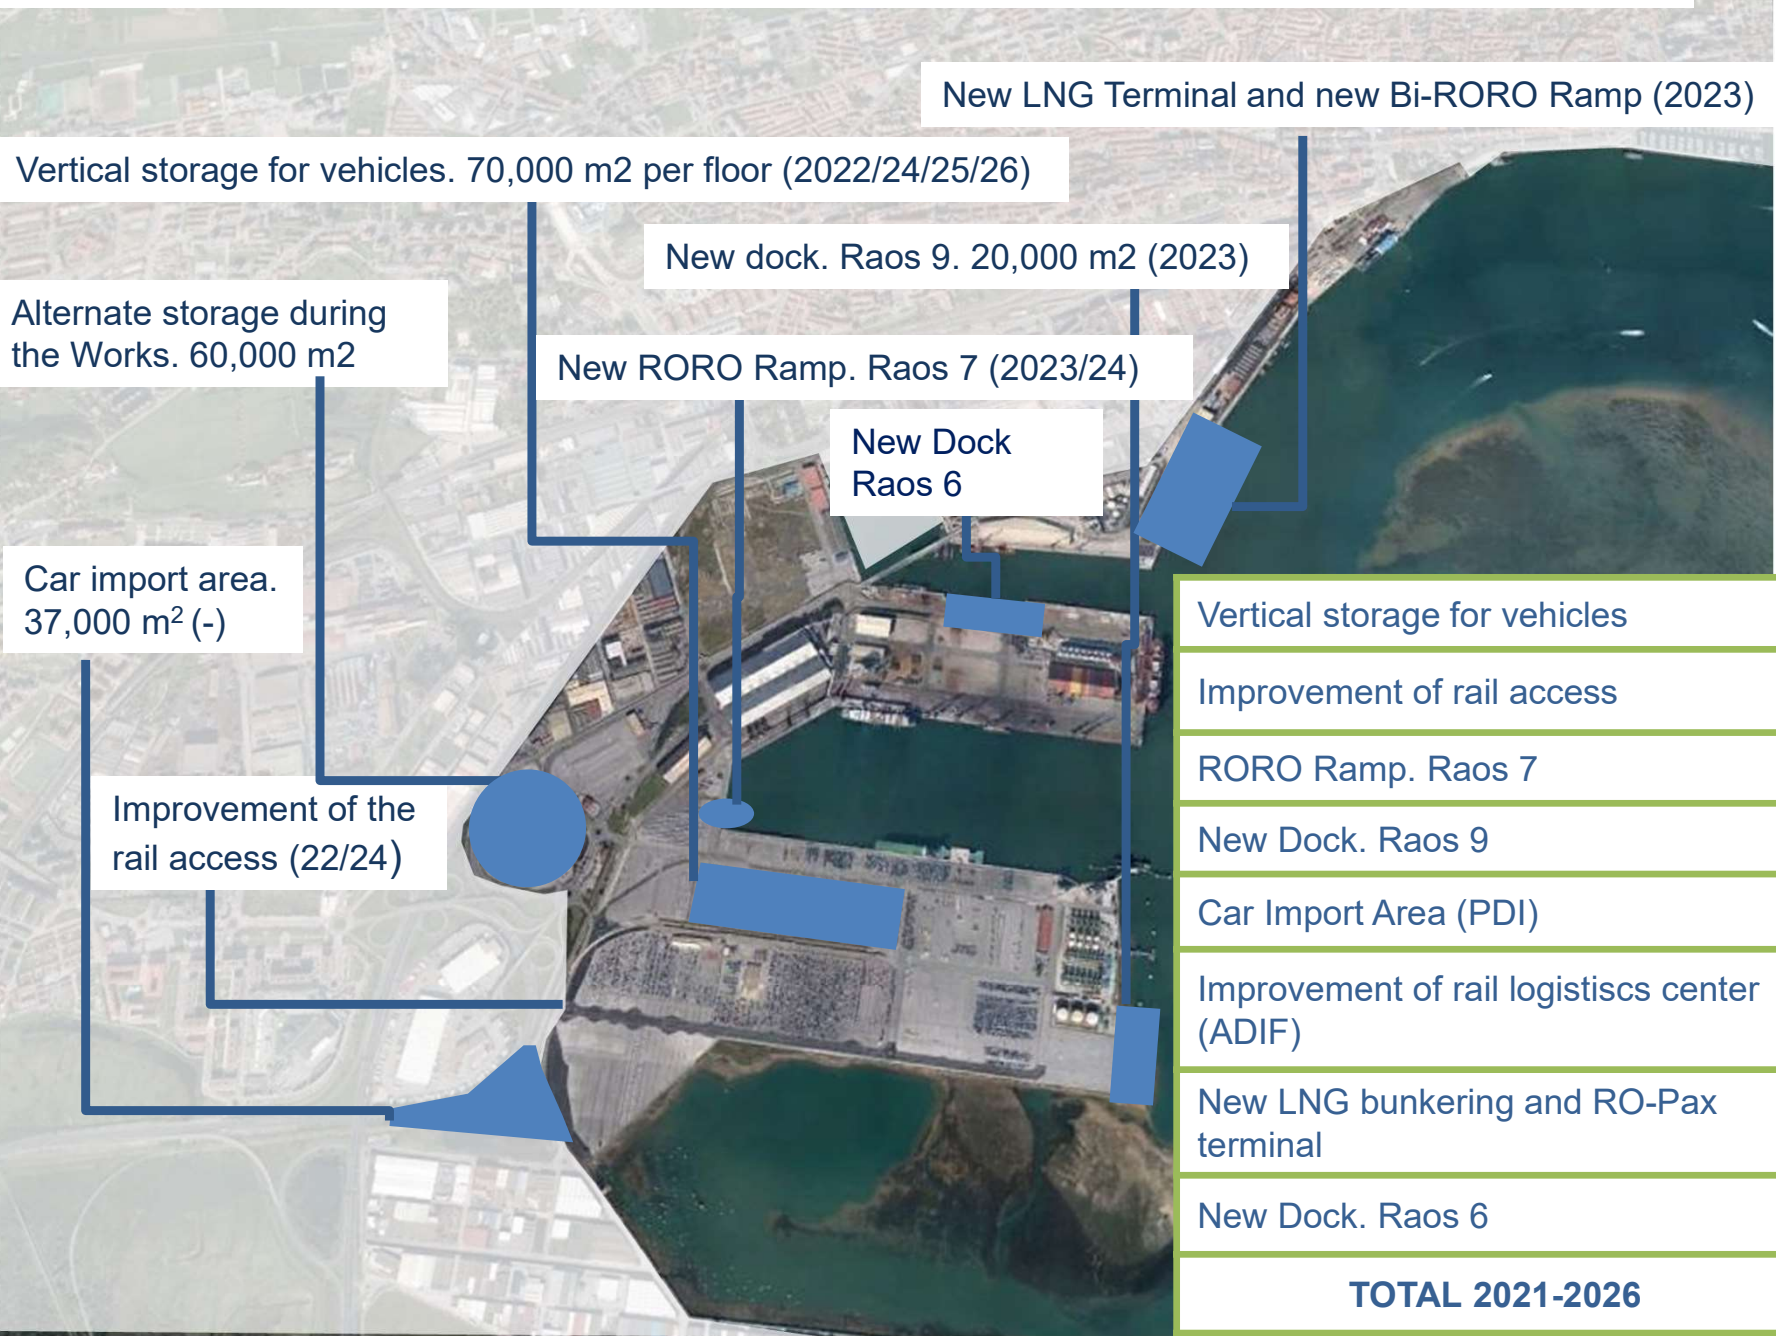 New LNG Terminal and new Bi-RORO Ramp (2023)
Vertical storage for vehicles. 70,000 m2 per floor (2022/24/25/26)
New dock. Raos 9. 20,000 m2 (2023)
Alternate storage during
the Works. 60,000 m2
New RORO Ramp. Raos 7 (2023/24)
New Dock
Raos 6
Car import area.
37,000 m² (-)
Improvement of the
rail access (22/24)
Vertical storage for vehicles
Improvement of rail access
RORO Ramp. Raos 7
New Dock. Raos 9
Car Import Area (PDI)
Improvement of rail logistiscs center
(ADIF)
New LNG bunkering and RO-Pax
terminal
New Dock. Raos 6
TOTAL 2021-2026